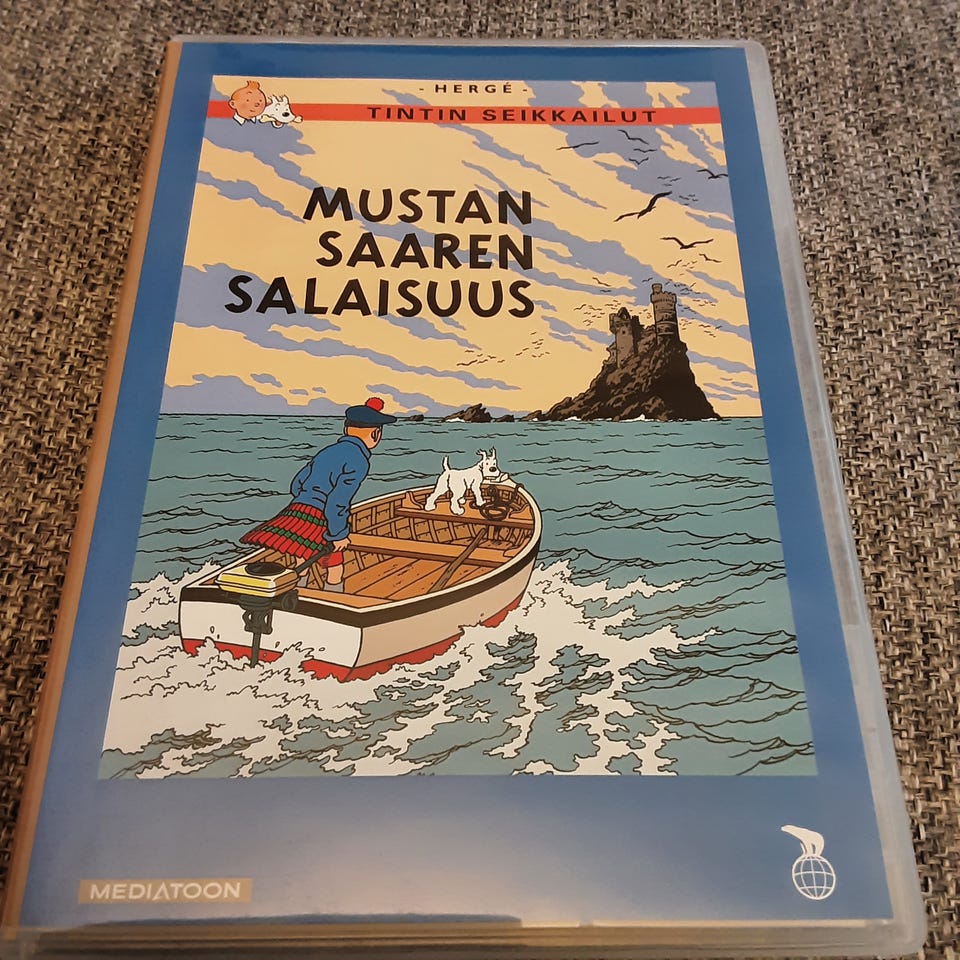 - HERGÉ -
TINTIN SEIKKAILUT
MUSTAN
SAAREN
SALAISUUS
MEDIATOON